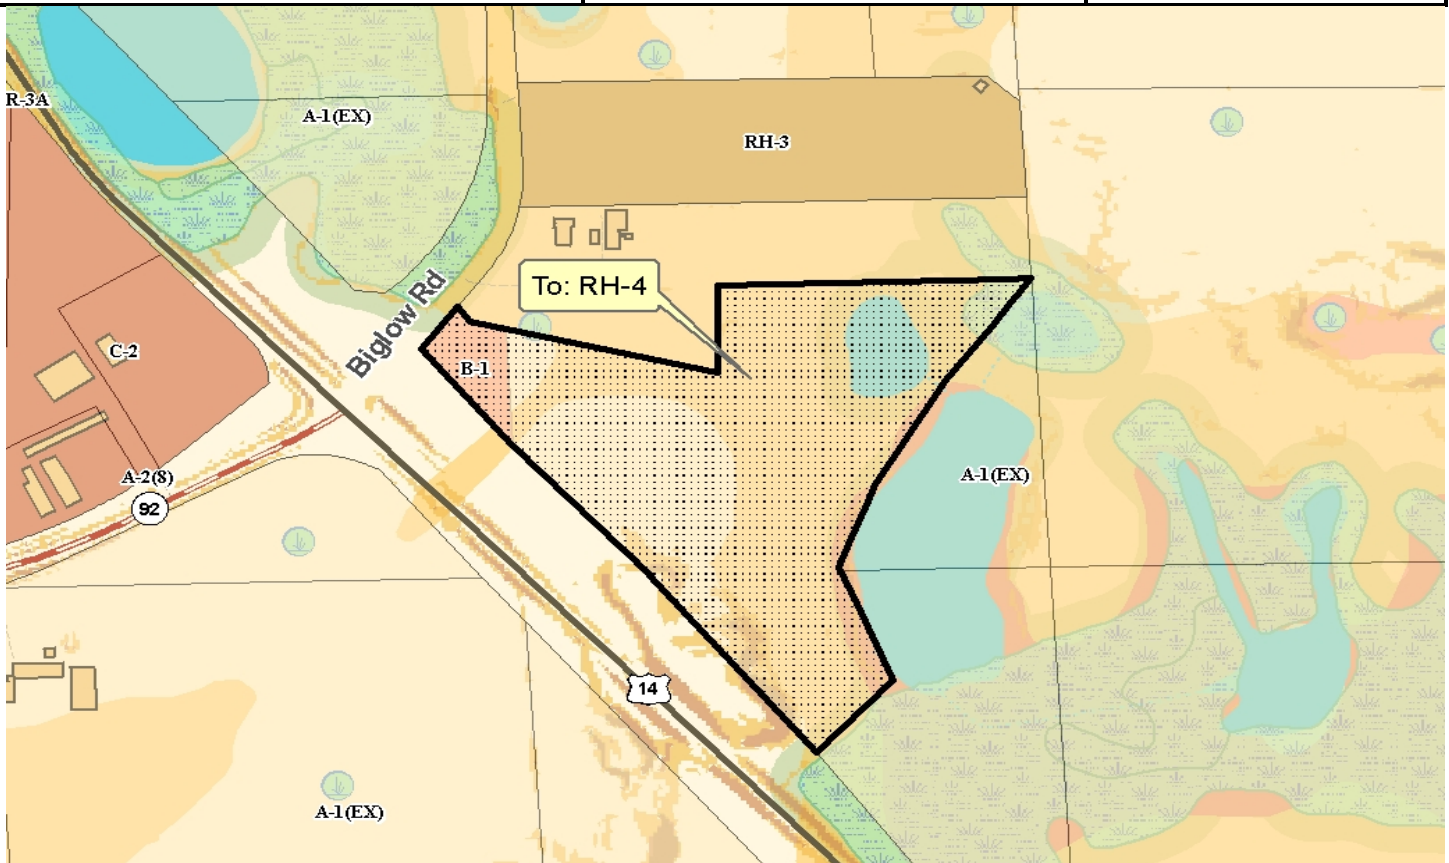 R-3A
A-1(EX)
RH-3
To: RH-4
Biglow Rd
C-2
B-1
A-2(8)
92
A-1(EX)
14
A-1(EX)